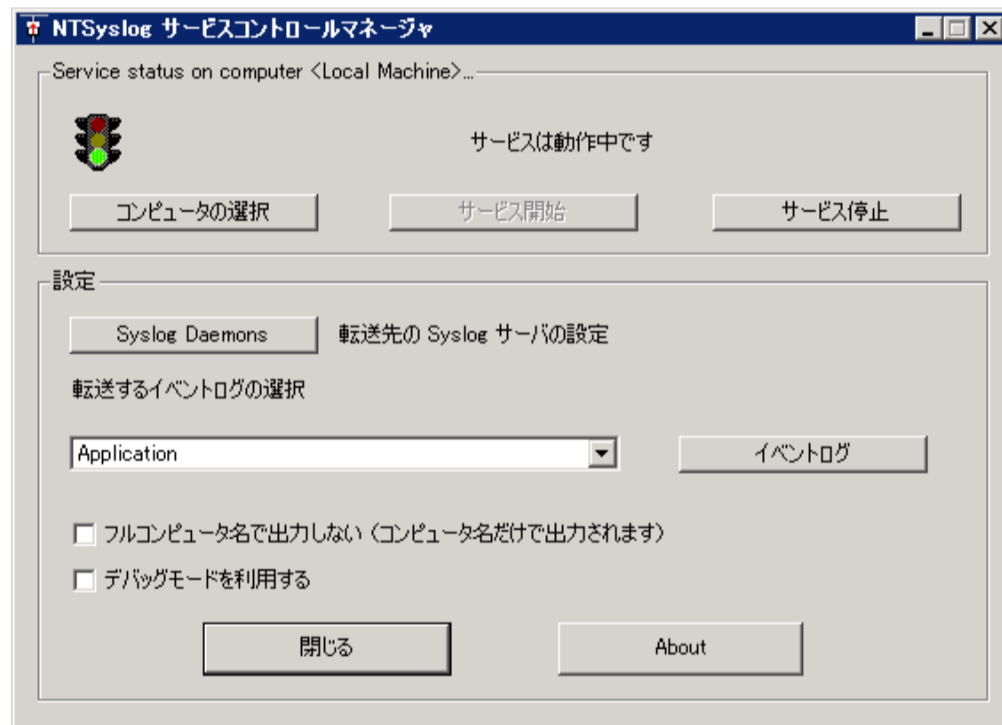 NTSyslog サービスコントロールマネージャ
Service status on computer <Local Machine>...
サービスは動作中です
コンピュータの選択 サービス開始 サービス停止
設定
Syslog Daemons 転送先の Syslog サーバの設定
転送するイベントログの選択
Application イベントログ
フルコンピュータ名で出力しない（コンピュータ名だけで出力されます）
デバッグモードを利用する
閉じる About